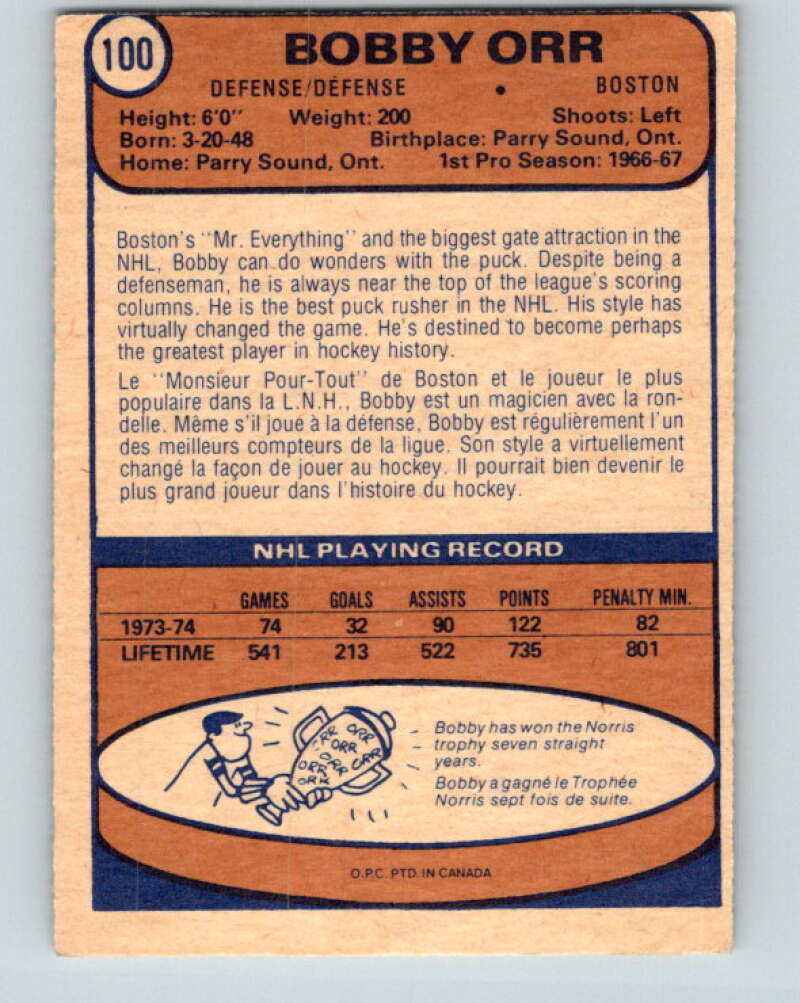 100
BOBBY ORR
DEFENSE/DÉFENSE • BOSTON
Height: 6'0" Weight: 200 Shoots: Left
Born: 3-20-48 Birthplace: Parry Sound, Ont.
Home: Parry Sound, Ont. 1st Pro Season: 1966-67
Boston's "Mr. Everything" and the biggest gate attraction in the
NHL, Bobby can do wonders with the puck. Despite being a
defenseman, he is always near the top of the league's scoring
columns. He is the best puck rusher in the NHL. His style has
virtually changed the game. He's destined to become perhaps
the greatest player in hockey history.
Le "Monsieur Pour-Tout" de Boston et le joueur le plus
populaire dans la L.N.H., Bobby est un magicien avec la ron-
delle. Même s'il joue à la défense, Bobby est régulièrement l'un
des meilleurs compteurs de la ligue. Son style a virtuellement
changé la façon de jouer au hockey. Il pourrait bien devenir le
plus grand joueur dans l'histoire du hockey.
NHL PLAYING RECORD
GAMES GOALS ASSISTS POINTS PENALTY MIN.
1973-74 74 32 90 122 82
LIFETIME 541 213 522 735 801
ORR ORR
ORR
ORR ORR ORR
ORR
Bobby has won the Norris
trophy seven straight
years.
Bobby a gagné le Trophée
Norris sept fois de suite.
O.P.C. PTD. IN CANADA